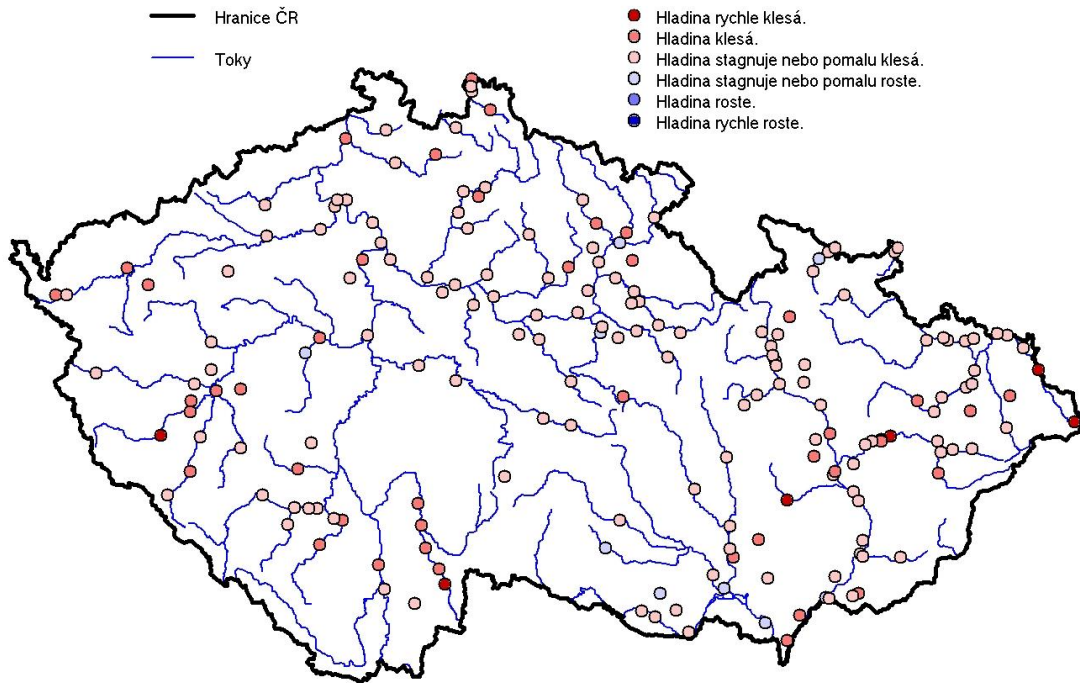 Hranice ČR
Toky
Hladina rychle klesá.
Hladina klesá.
Hladina stagnuje nebo pomalu klesá.
Hladina stagnuje nebo pomalu roste.
Hladina roste.
Hladina rychle roste.